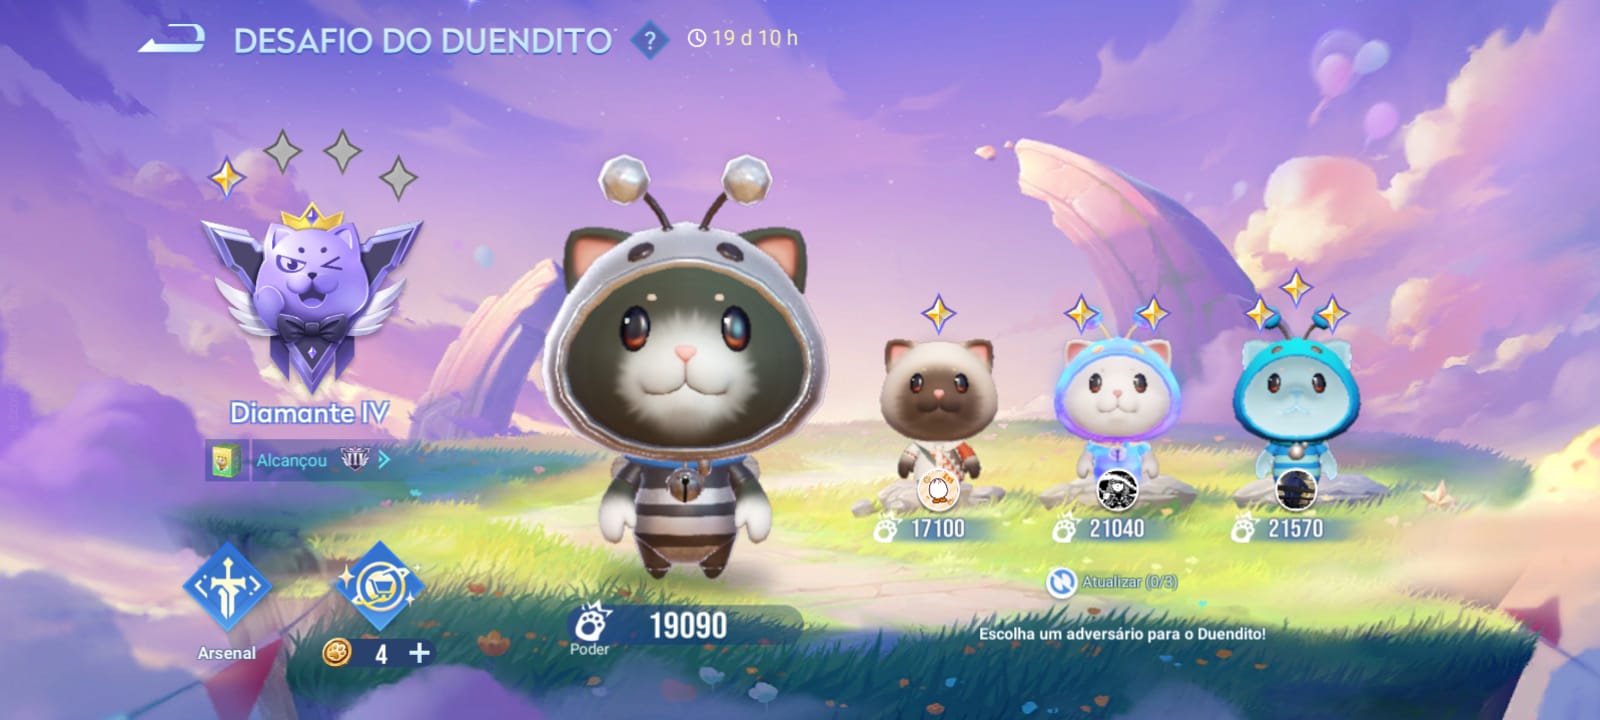 DESAFIO DO DUENDITO
?
19 d 10 h
Diamante IV
Alcançou III
Arsenal
4
Poder
19090
17100
21040
21570
Atualizar (0/3)
Escolha um adversário para o Duendito!